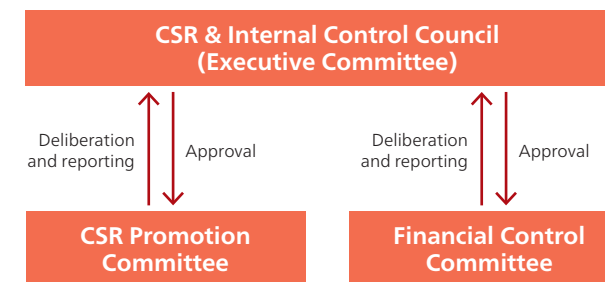 CSR & Internal Control Council
(Executive Committee)
Deliberation
and reporting
Approval
Deliberation
and reporting
Approval
CSR Promotion
Committee
Financial Control
Committee